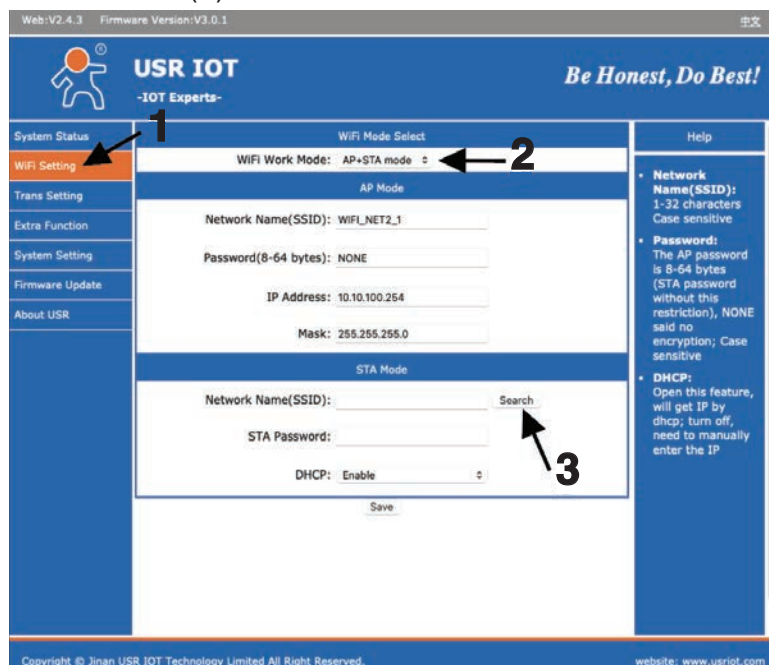 Web:V2.4.3 Firmware Version:V3.0.1 中文
USR IOT
-IOT Experts-
Be Honest, Do Best!
1
2
3
System Status
WiFi Setting
Trans Setting
Extra Function
System Setting
Firmware Update
About USR
WiFi Mode Select
WiFi Work Mode: AP+STA mode
AP Mode
Network Name(SSID): WIFI_NET2_1
Password(8-64 bytes): NONE
IP Address: 10.10.100.254
Mask: 255.255.255.0
STA Mode
Network Name(SSID): Search
STA Password:
DHCP: Enable
Save
Help
• Network
Name(SSID):
1-32 characters
Case sensitive
• Password:
The AP password
is 8-64 bytes
(STA password
without this
restriction), NONE
said no
encryption; Case
sensitive
• DHCP:
Open this feature,
will get IP by
dhcp; turn off,
need to manually
enter the IP
Copyright © Jinan USR IOT Technology Limited All Right Reserved. website: www.usriot.com